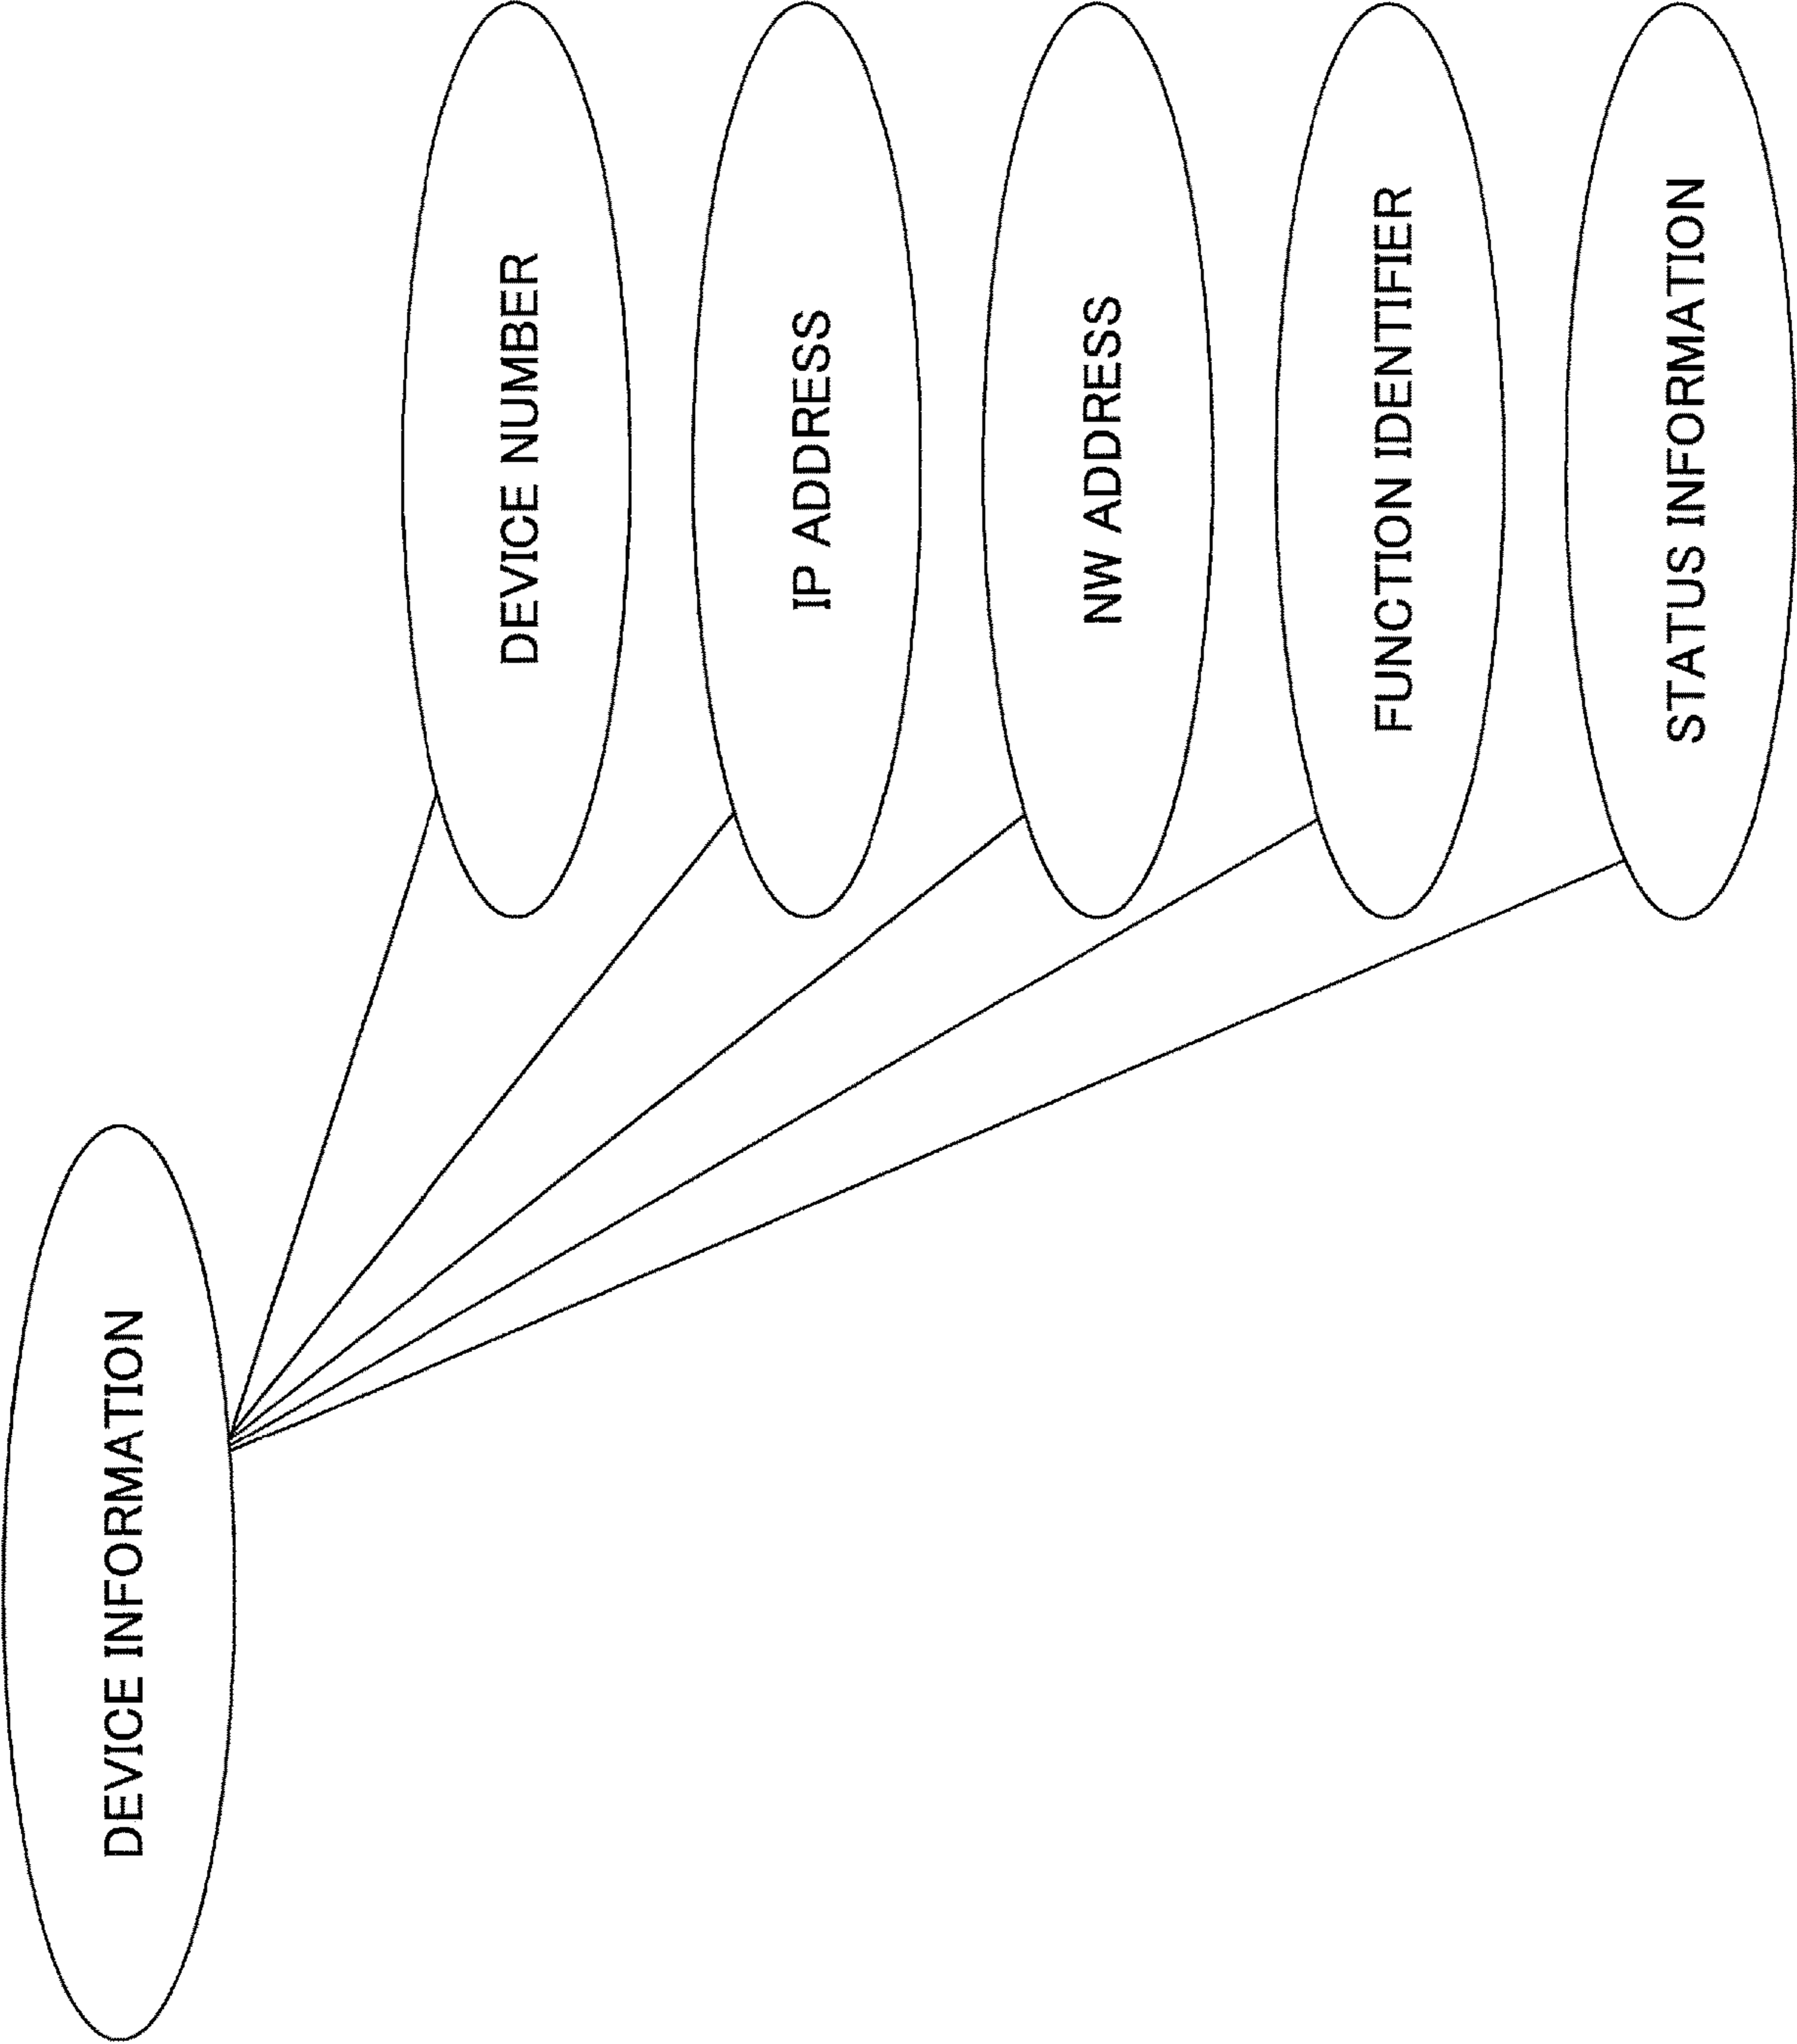 DEVICE INFORMATION
DEVICE NUMBER
IP ADDRESS
NW ADDRESS
FUNCTION IDENTIFIER
STATUS INFORMATION